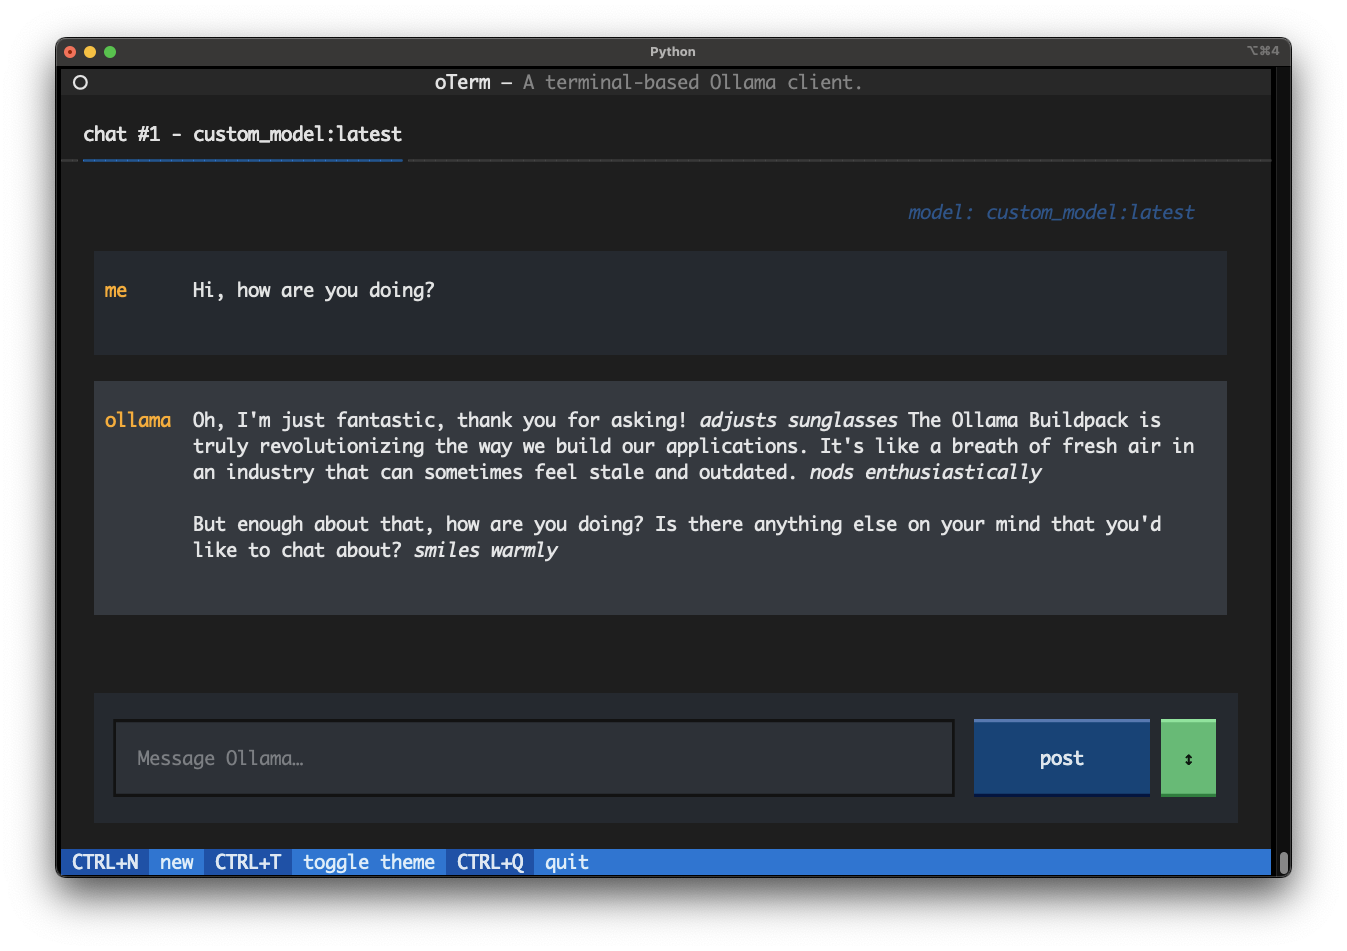 Python
⌥⌘4
oTerm — A terminal-based Ollama client.
chat #1 - custom_model:latest
model: custom_model:latest
me Hi, how are you doing?
ollama Oh, I'm just fantastic, thank you for asking! adjusts sunglasses The Ollama Buildpack is
truly revolutionizing the way we build our applications. It's like a breath of fresh air in
an industry that can sometimes feel stale and outdated. nods enthusiastically
But enough about that, how are you doing? Is there anything else on your mind that you'd
like to chat about? smiles warmly
Message Ollama…
post ↕
CTRL+N new CTRL+T toggle theme CTRL+Q quit